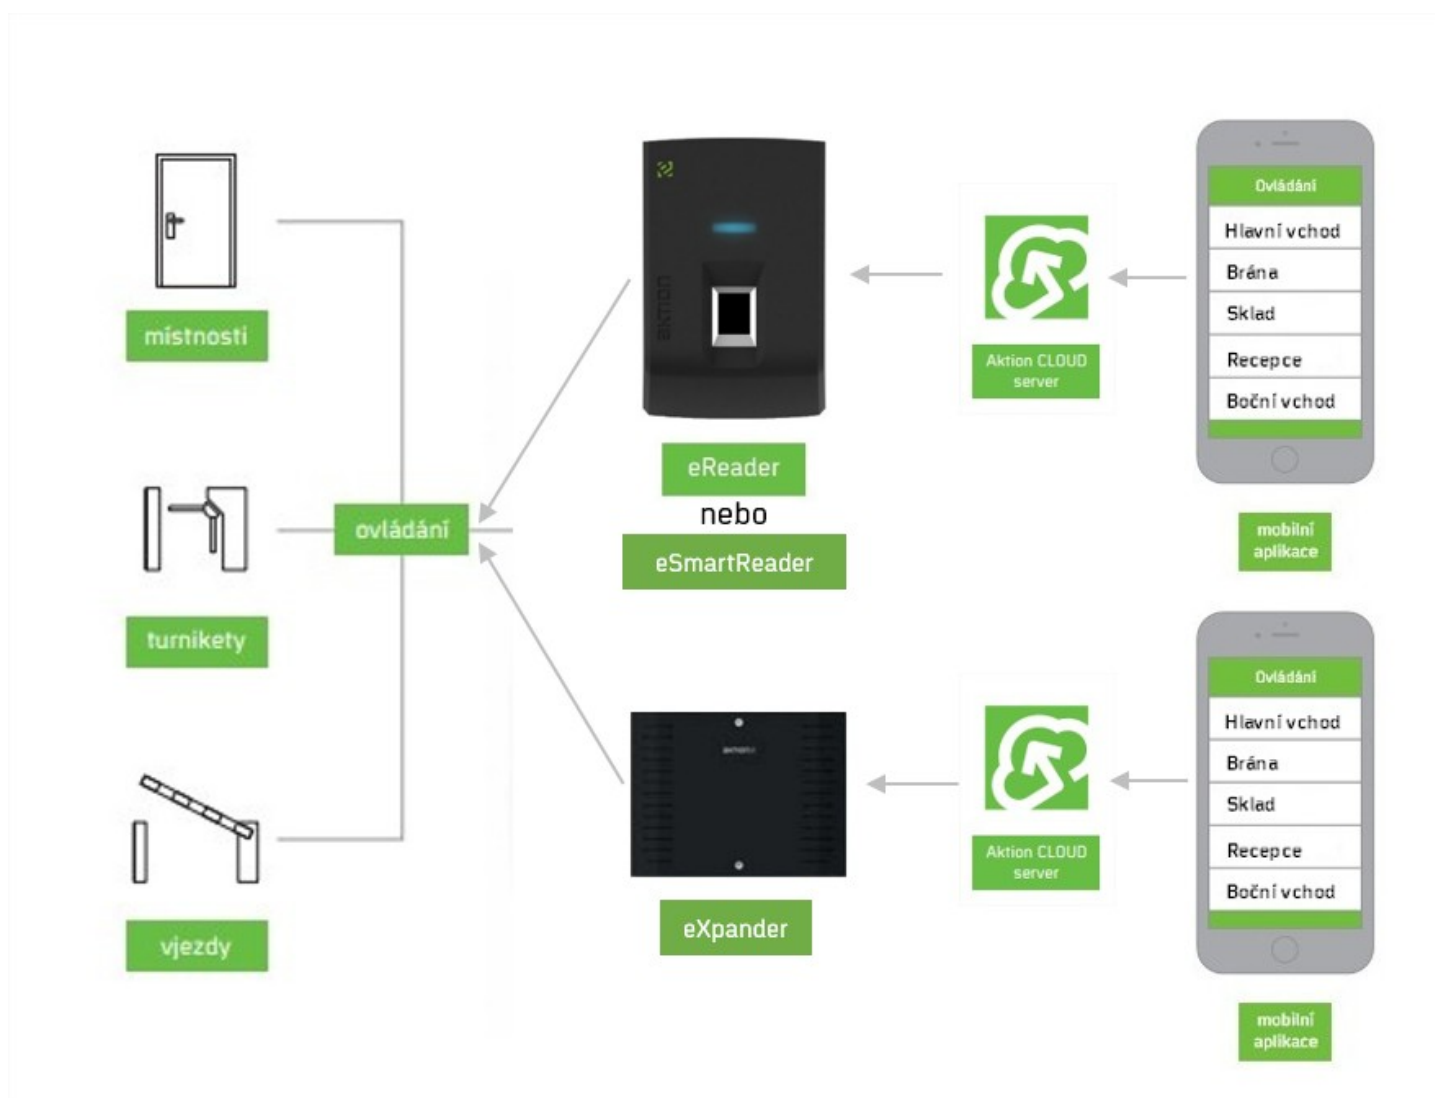 místnosti
turnikety
vjezdy
ovládání
aktion
eReader
nebo
eSmartReader
eXpander
Aktion CLOUD
server
Ovládání
Hlavní vchod
Brána
Sklad
Recepce
Boční vchod
mobilní
aplikace
Aktion CLOUD
server
Ovládání
Hlavní vchod
Brána
Sklad
Recepce
Boční vchod
mobilní
aplikace